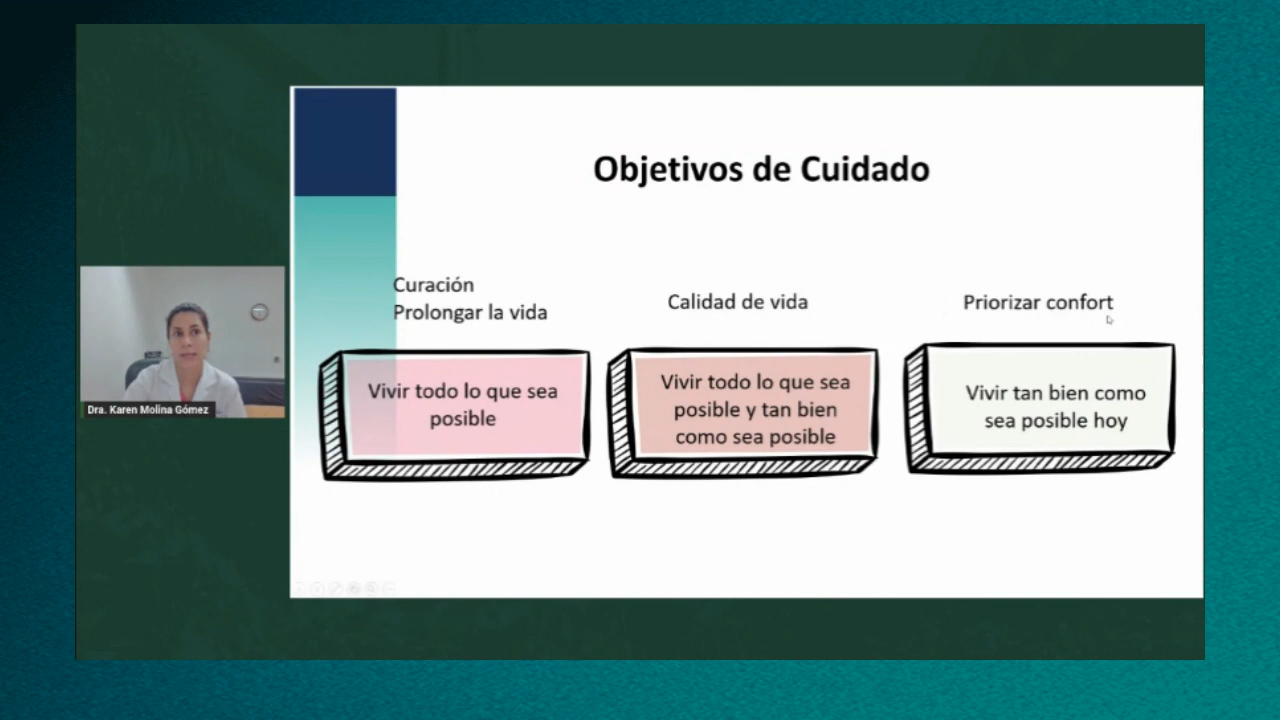 Objetivos de Cuidado
Curación
Prolongar la vida
Vivir todo lo que sea
posible
Calidad de vida
Vivir todo lo que sea
posible y tan bien
como sea posible
Priorizar confort
Vivir tan bien como
sea posible hoy
Dra. Karen Molina Gómez